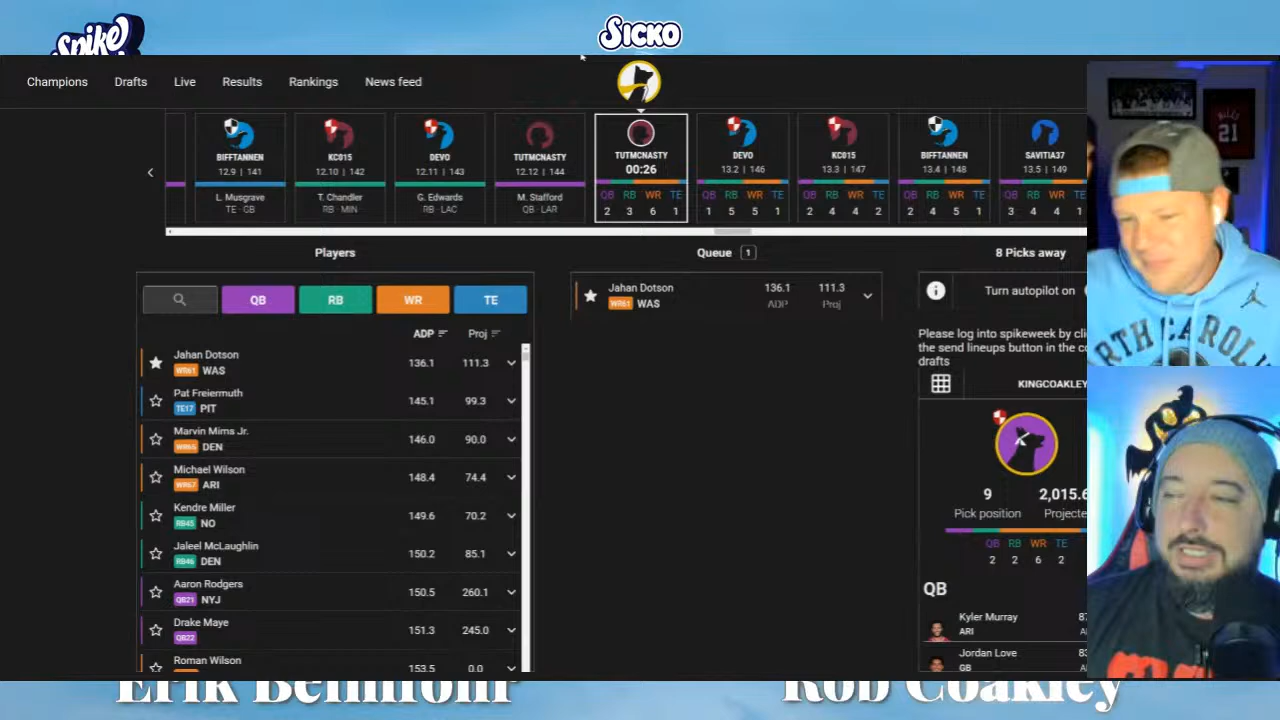 Spike
SICKO
Champions Drafts Live Results Rankings News feed
BIFFTANNEN
12.9 | 141
L. Musgrave
TE · GB
KC015
12.10 | 142
T. Chandler
RB · MIN
DEVO
12.11 | 143
G. Edwards
RB · LAC
TUTMCNASTY
12.12 | 144
M. Stafford
QB · LAR
TUTMCNASTY
00:26
QB RB WR TE
2 3 6 1
DEVO
13.2 | 146
QB RB WR TE
1 5 5 1
KC015
13.3 | 147
QB RB WR TE
2 4 4 2
BIFFTANNEN
13.4 | 148
QB RB WR TE
2 4 5 1
SAVITIA37
13.5 | 149
QB RB WR TE
3 4 4 1
Players
QB RB WR TE
ADP Proj
Jahan Dotson
WR61 WAS 136.1 111.3
Pat Freiermuth
TE17 PIT 145.1 99.3
Marvin Mims Jr.
WR65 DEN 146.0 90.0
Michael Wilson
WR67 ARI 148.4 74.4
Kendre Miller
RB45 NO 149.6 70.2
Jaleel McLaughlin
RB46 DEN 150.2 85.1
Aaron Rodgers
QB21 NYJ 150.5 260.1
Drake Maye
QB22 151.3 245.0
Roman Wilson
153.5 0.0
Queue 1
Jahan Dotson 136.1 111.3
WR61 WAS ADP Proj
8 Picks away
Turn autopilot on
Please log into spikeweek by cli
the send lineups button in the co
drafts
KINGCOAKLEY
9 2,015.6
Pick position Projecte
QB RB WR TE
2 2 6 2
QB
Kyler Murray 87
ARI A
Jordan Love 83
GB A
BULLS
21
NORTH CAROL
Rob Coakley